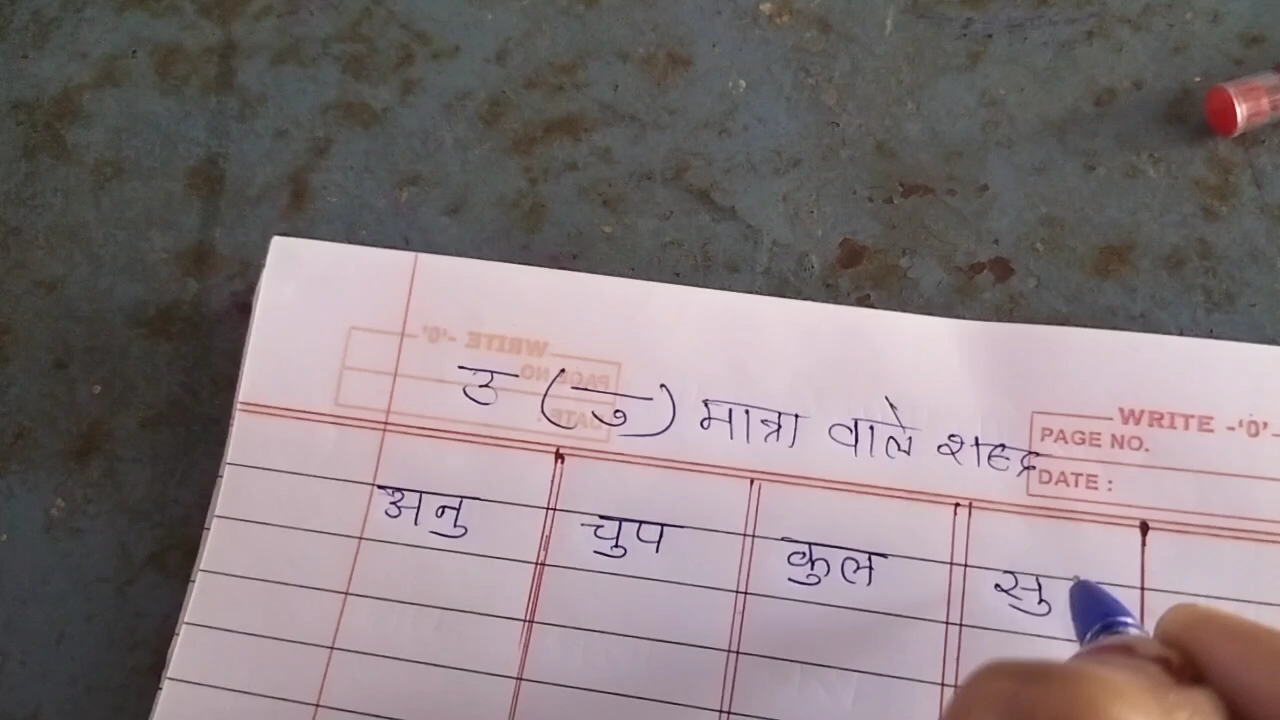 उ ( ु ) मात्रा वाले शब्द
WRITE -'0'-
PAGE NO.
DATE :
अनु चुप कुल सु